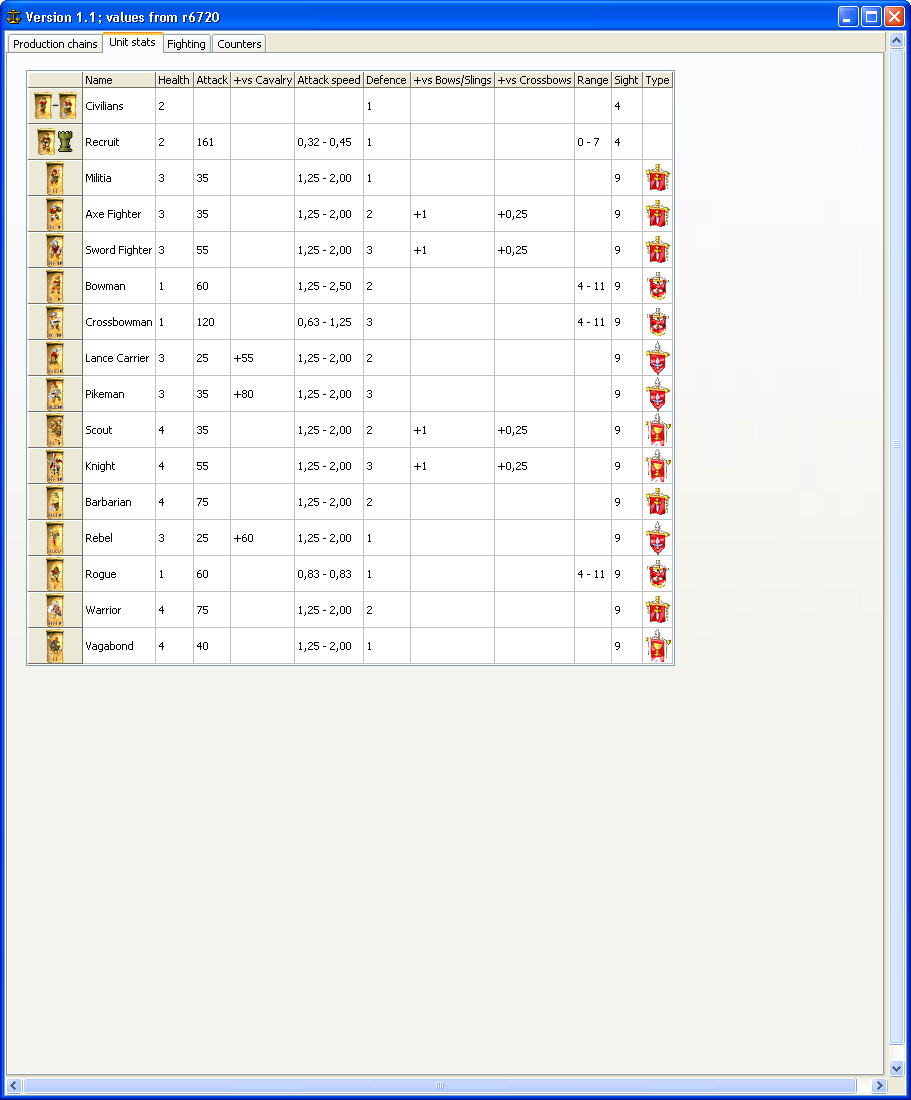 Version 1.1; values from r6720
Production chains Unit stats Fighting Counters
Name Health Attack +vs Cavalry Attack speed Defence +vs Bows/Slings +vs Crossbows Range Sight Type
Civilians 2 1 4
Recruit 2 161 0,32 - 0,45 1 0 - 7 4
Militia 3 35 1,25 - 2,00 1 9
Axe Fighter 3 35 1,25 - 2,00 2 +1 +0,25 9
Sword Fighter 3 55 1,25 - 2,00 3 +1 +0,25 9
Bowman 1 60 1,25 - 2,50 2 4 - 11 9
Crossbowman 1 120 0,63 - 1,25 3 4 - 11 9
Lance Carrier 3 25 +55 1,25 - 2,00 2 9
Pikeman 3 35 +80 1,25 - 2,00 3 9
Scout 4 35 1,25 - 2,00 2 +1 +0,25 9
Knight 4 55 1,25 - 2,00 3 +1 +0,25 9
Barbarian 4 75 1,25 - 2,00 2 9
Rebel 3 25 +60 1,25 - 2,00 1 9
Rogue 1 60 0,83 - 0,83 1 4 - 11 9
Warrior 4 75 1,25 - 2,00 2 9
Vagabond 4 40 1,25 - 2,00 1 9